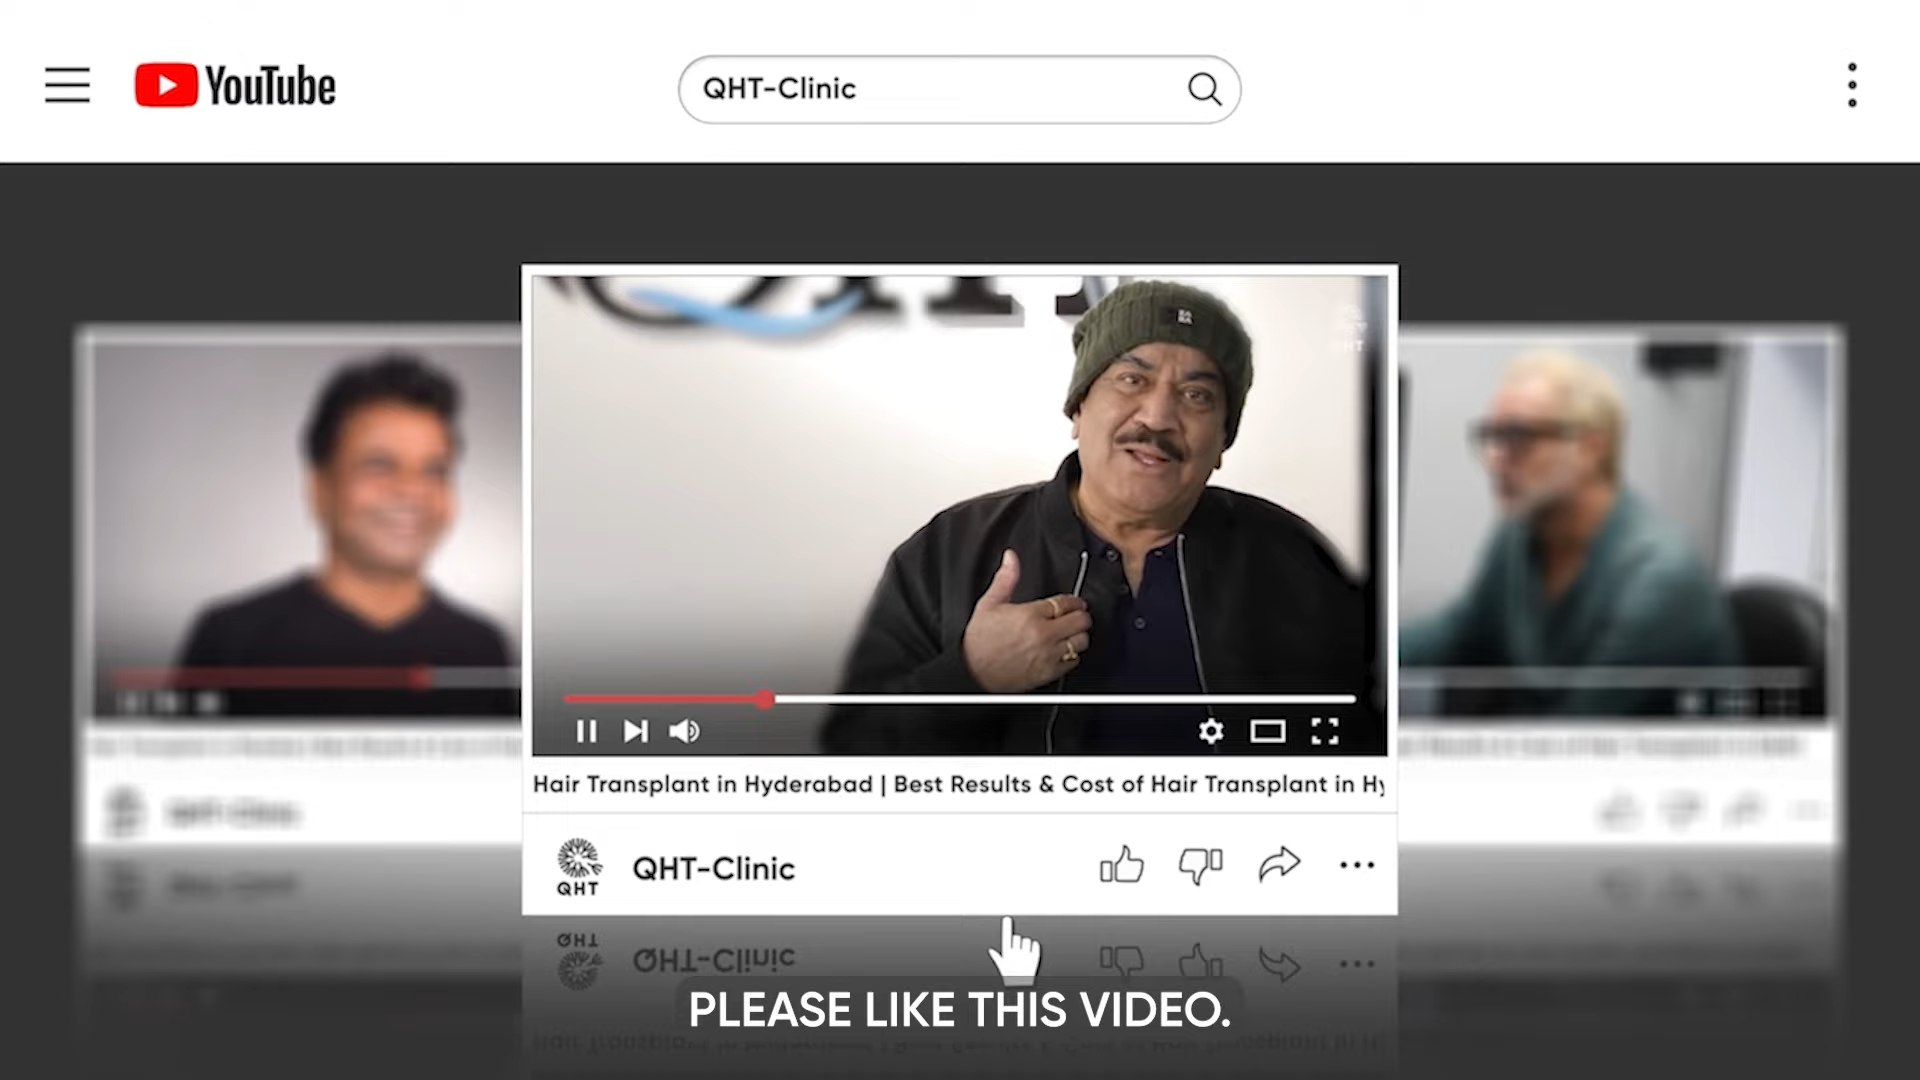 YouTube
QHT-Clinic
Hair Transplant in Hyderabad | Best Results & Cost of Hair Transplant in Hy
QHT
QHT-Clinic
PLEASE LIKE THIS VIDEO.